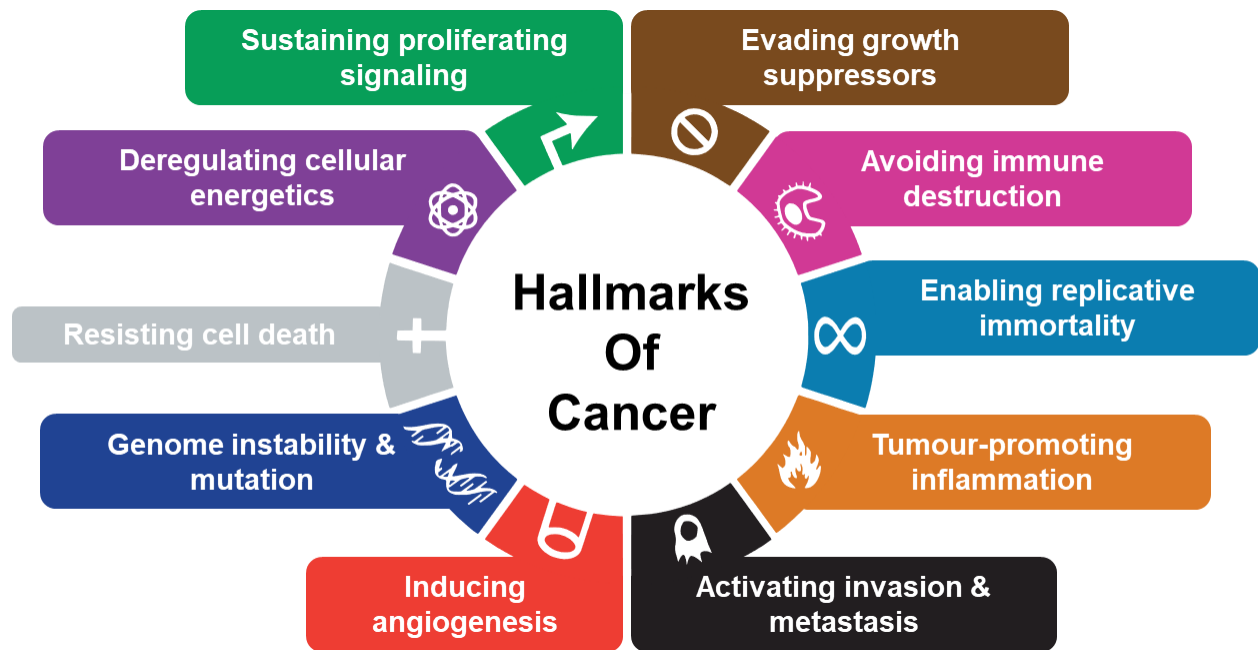 Sustaining proliferating
signaling
Evading growth
suppressors
Deregulating cellular
energetics
Avoiding immune
destruction
Resisting cell death
Hallmarks
Of
Cancer
Enabling replicative
immortality
Genome instability &
mutation
Tumour-promoting
inflammation
Inducing
angiogenesis
Activating invasion &
metastasis